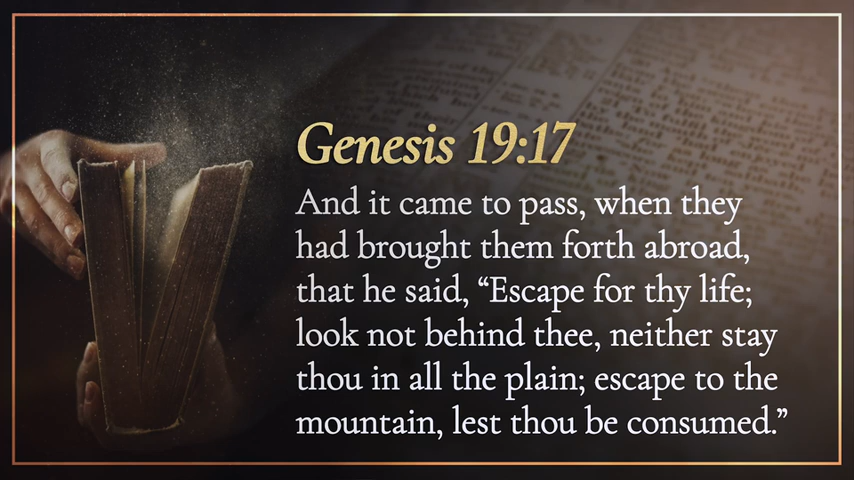 Genesis 19:17
And it came to pass, when they
had brought them forth abroad,
that he said, “Escape for thy life;
look not behind thee, neither stay
thou in all the plain; escape to the
mountain, lest thou be consumed.”